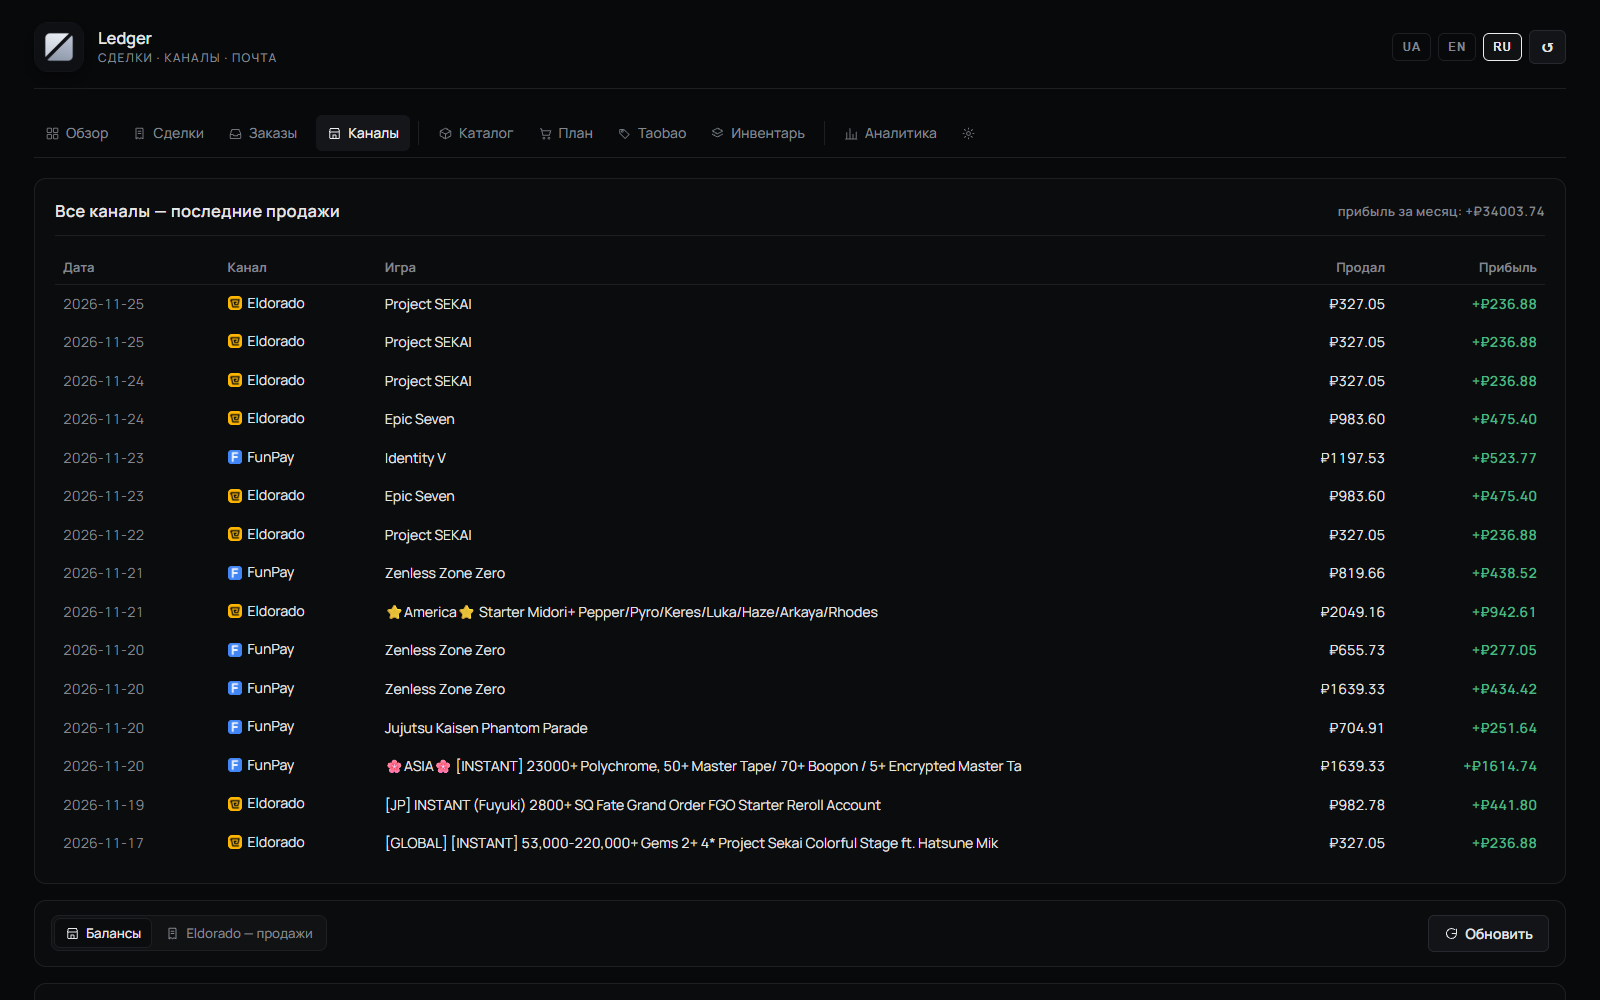 Ledger
СДЕЛКИ · КАНАЛЫ · ПОЧТА
UA EN RU
Обзор Сделки Заказы Каналы Каталог План Taobao Инвентарь Аналитика
Все каналы — последние продажи прибыль за месяц: +₽34003.74
Дата Канал Игра Продал Прибыль
2026-11-25 Eldorado Project SEKAI ₽327.05 +₽236.88
2026-11-25 Eldorado Project SEKAI ₽327.05 +₽236.88
2026-11-24 Eldorado Project SEKAI ₽327.05 +₽236.88
2026-11-24 Eldorado Epic Seven ₽983.60 +₽475.40
2026-11-23 F FunPay Identity V ₽1197.53 +₽523.77
2026-11-23 Eldorado Epic Seven ₽983.60 +₽475.40
2026-11-22 Eldorado Project SEKAI ₽327.05 +₽236.88
2026-11-21 F FunPay Zenless Zone Zero ₽819.66 +₽438.52
2026-11-21 Eldorado ⭐America⭐ Starter Midori+ Pepper/Pyro/Keres/Luka/Haze/Arkaya/Rhodes ₽2049.16 +₽942.61
2026-11-20 F FunPay Zenless Zone Zero ₽655.73 +₽277.05
2026-11-20 F FunPay Zenless Zone Zero ₽1639.33 +₽434.42
2026-11-20 F FunPay Jujutsu Kaisen Phantom Parade ₽704.91 +₽251.64
2026-11-20 F FunPay 🌸ASIA🌸 [INSTANT] 23000+ Polychrome, 50+ Master Tape/ 70+ Boopon / 5+ Encrypted Master Ta ₽1639.33 +₽1614.74
2026-11-19 Eldorado [JP] INSTANT (Fuyuki) 2800+ SQ Fate Grand Order FGO Starter Reroll Account ₽982.78 +₽441.80
2026-11-17 Eldorado [GLOBAL] [INSTANT] 53,000-220,000+ Gems 2+ 4* Project Sekai Colorful Stage ft. Hatsune Mik ₽327.05 +₽236.88
Балансы Eldorado — продажи Обновить